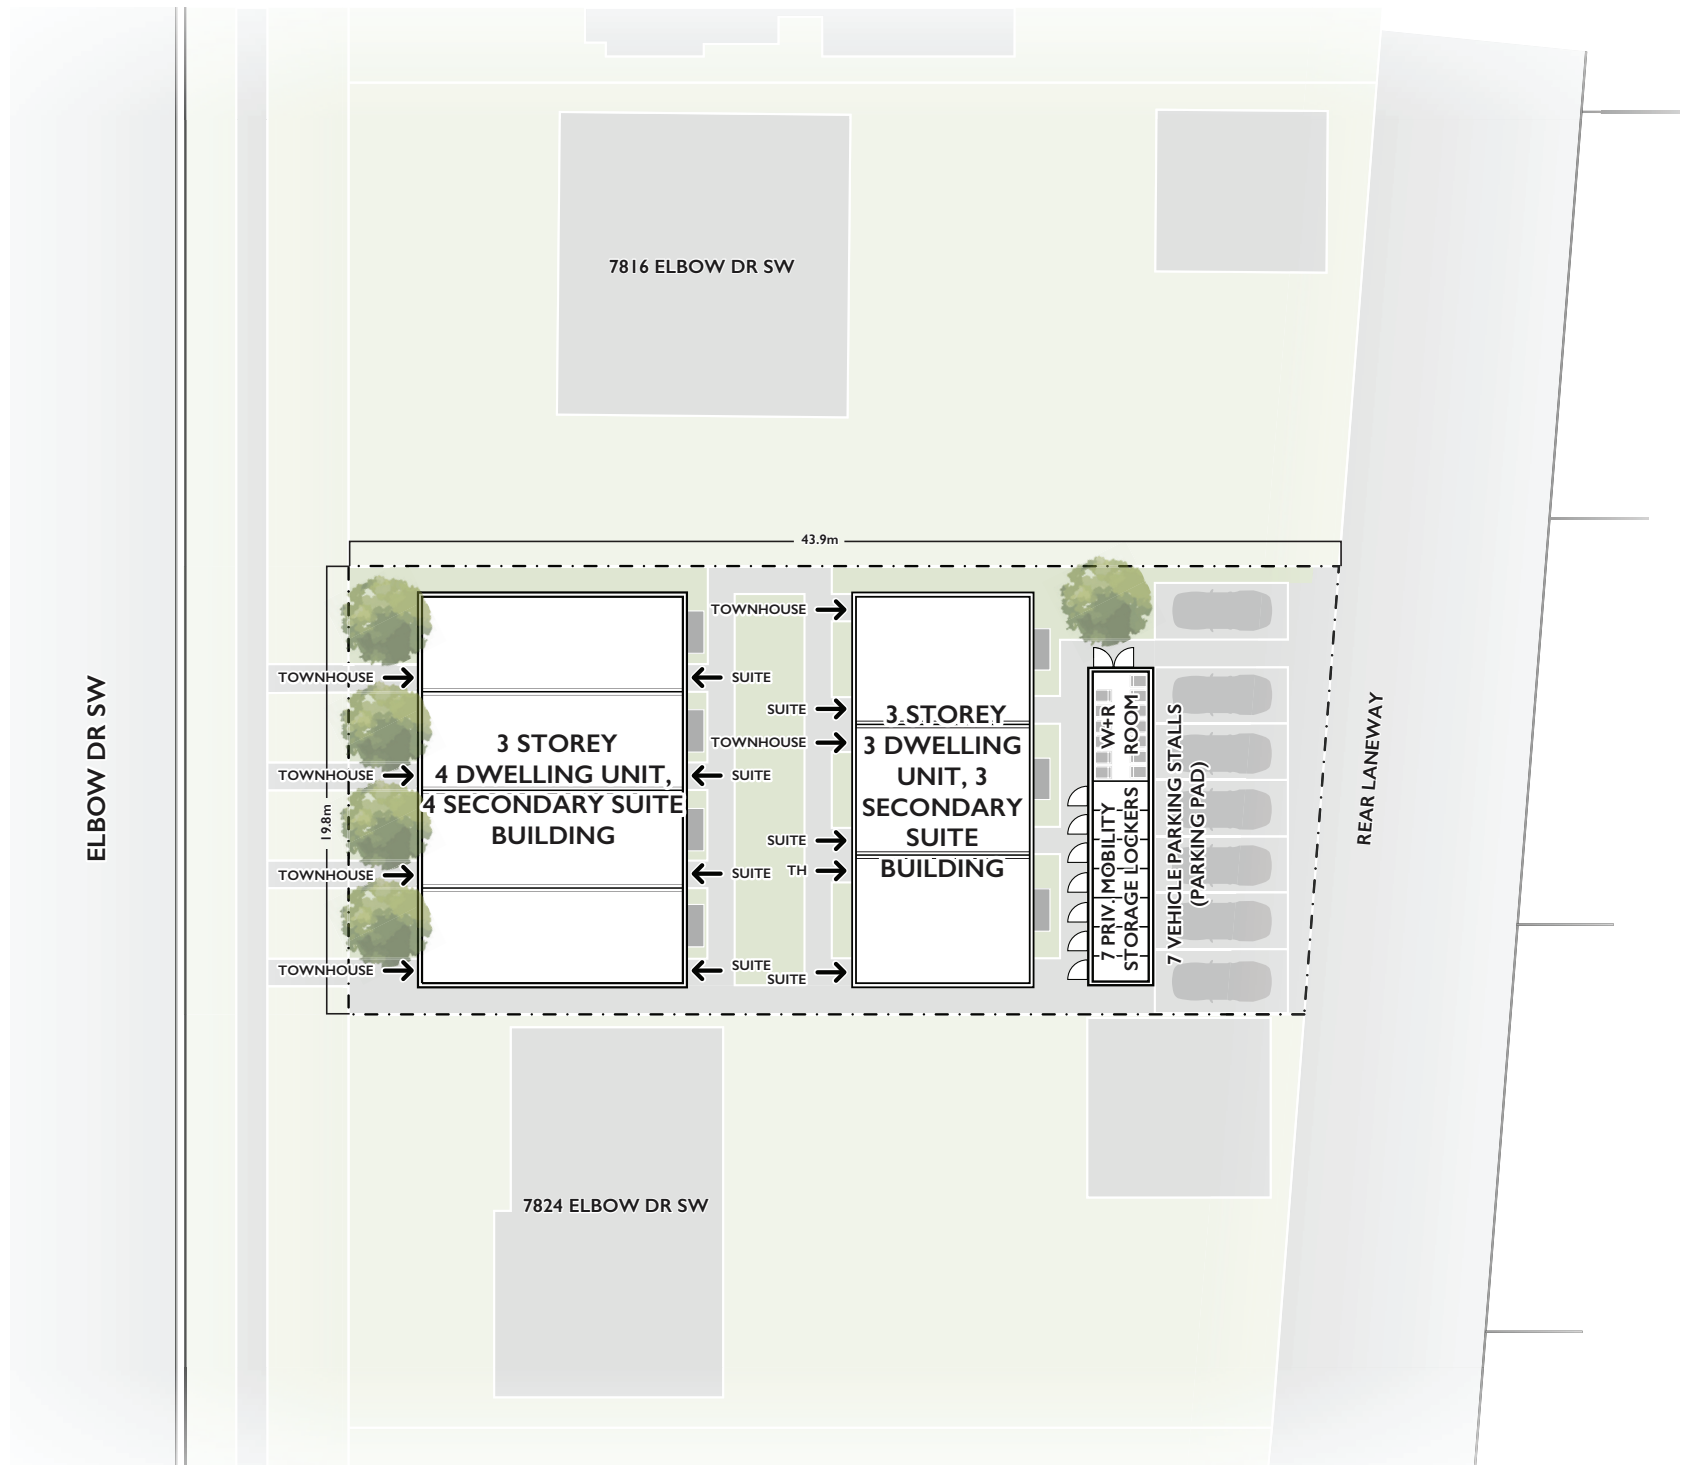 7816 ELBOW DR SW
43.9m
19.8m
ELBOW DR SW
TOWNHOUSE
TOWNHOUSE
TOWNHOUSE
TOWNHOUSE
3 STOREY
4 DWELLING UNIT,
4 SECONDARY SUITE
BUILDING
SUITE
SUITE
SUITE
SUITE
TOWNHOUSE
SUITE
TOWNHOUSE
SUITE
TH
SUITE
3 STOREY
3 DWELLING
UNIT, 3
SECONDARY
SUITE
BUILDING
W+R
ROOM
7 PRIV. MOBILITY
STORAGE LOCKERS
7 VEHICLE PARKING STALLS
(PARKING PAD)
REAR LANEWAY
7824 ELBOW DR SW